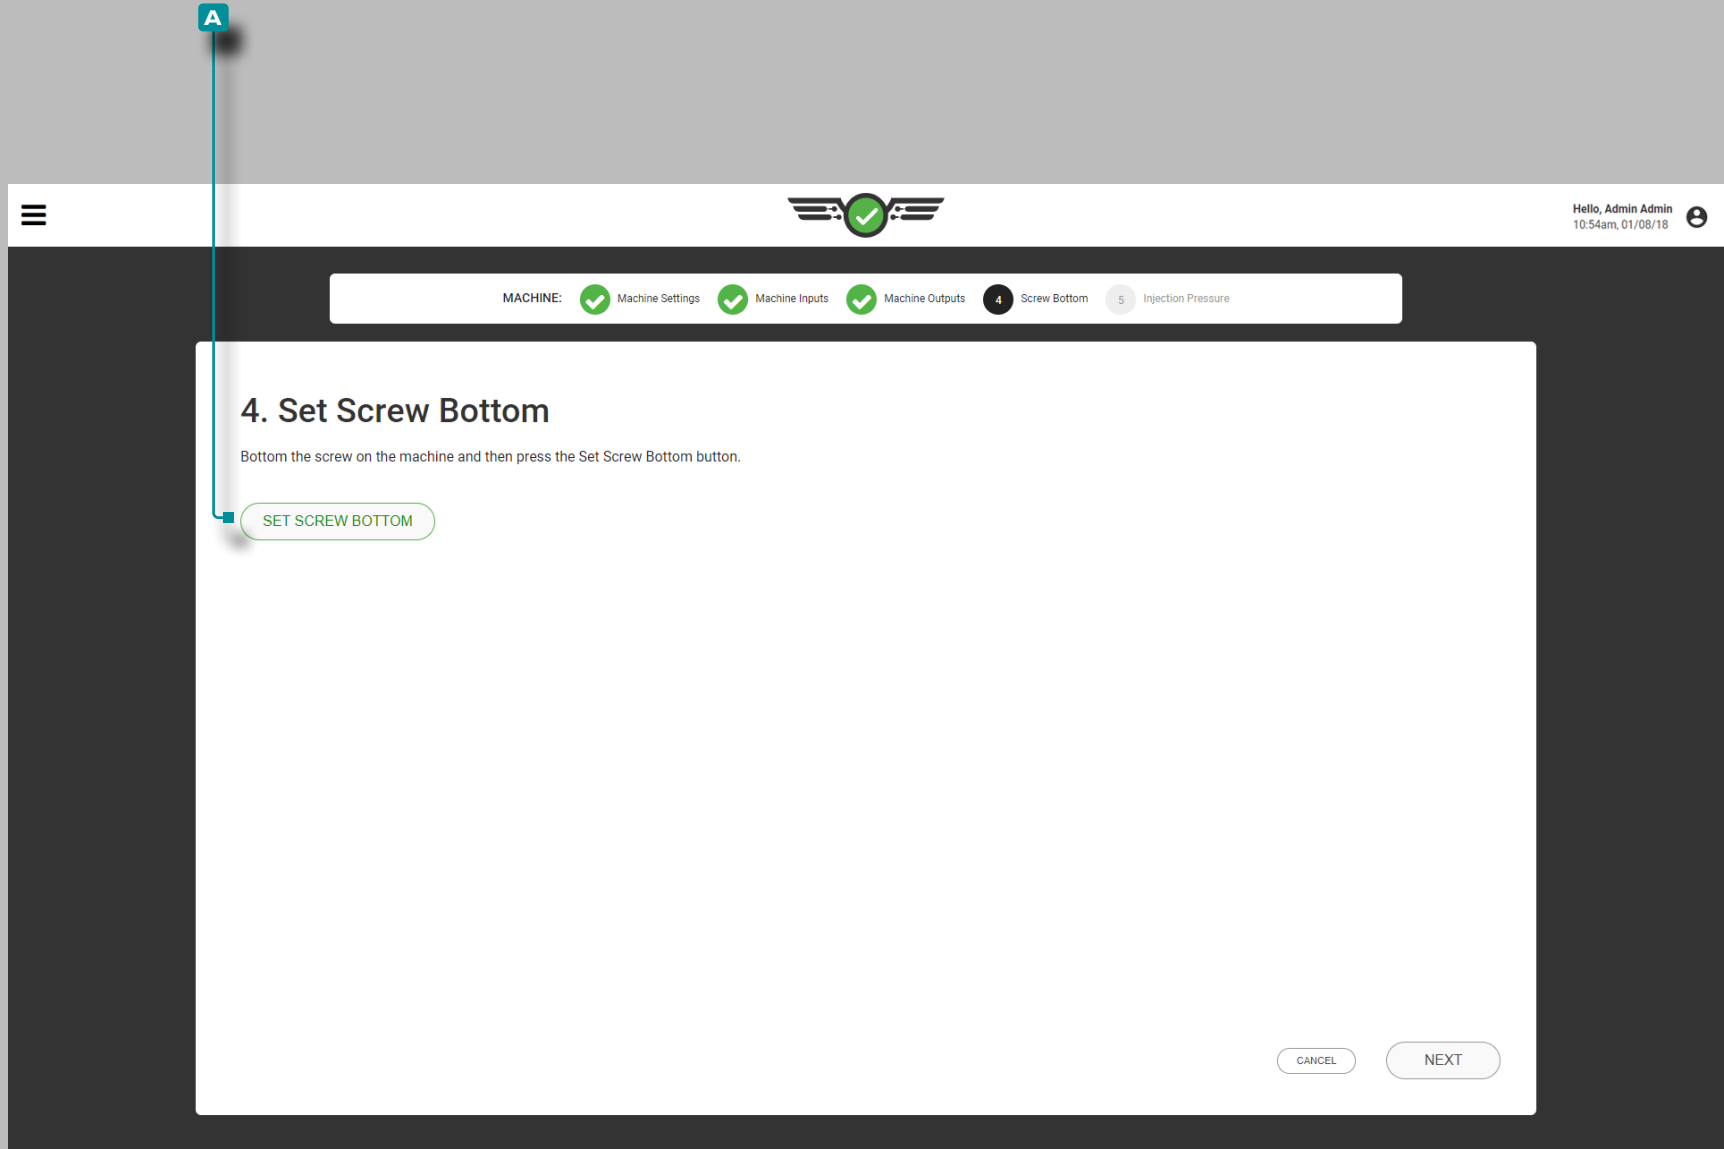 A
Hello, Admin Admin
10:54am, 01/08/18
MACHINE: Machine Settings Machine Inputs Machine Outputs 4 Screw Bottom 5 Injection Pressure
4. Set Screw Bottom
Bottom the screw on the machine and then press the Set Screw Bottom button.
SET SCREW BOTTOM
CANCEL NEXT